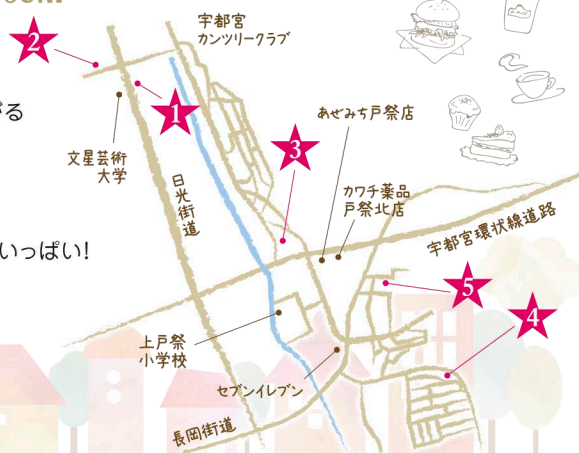 宇都宮
カンツリークラブ
2
1
あぜみち戸祭店
3
文星芸術
大学
カワチ薬品
戸祭北店
日光街道
宇都宮環状線道路
いっぱい!
5
4
上戸祭
小学校
セブンイレブン
長岡街道